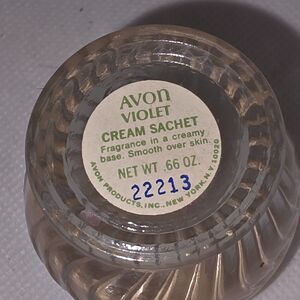 AVON
VIOLET
CREAM SACHET
Fragrance in a creamy
base. Smooth over skin.
NET WT .66 OZ.
22213
AVON PRODUCTS, INC., NEW YORK, N.Y. 10020